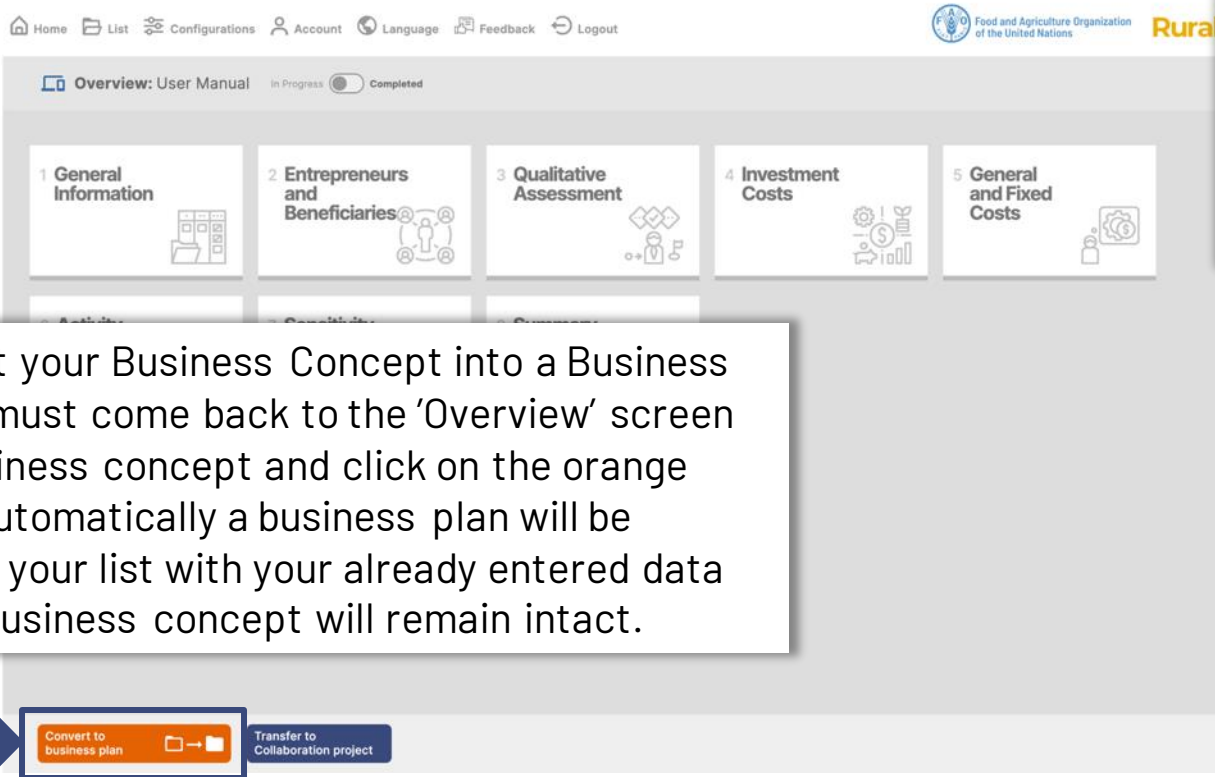 Home List Configurations Account Language Feedback Logout
Food and Agriculture Organization
of the United Nations
Rural
Overview: User Manual In Progress Completed
1 General
Information
2 Entrepreneurs
and
Beneficiaries
3 Qualitative
Assessment
4 Investment
Costs
5 General
and Fixed
Costs
Activity
Sensitivity
Summary
t your Business Concept into a Business
must come back to the ’Overview’ screen
iness concept and click on the orange
utomatically a business plan will be
your list with your already entered data
usiness concept will remain intact.
Convert to
business plan
Transfer to
Collaboration project